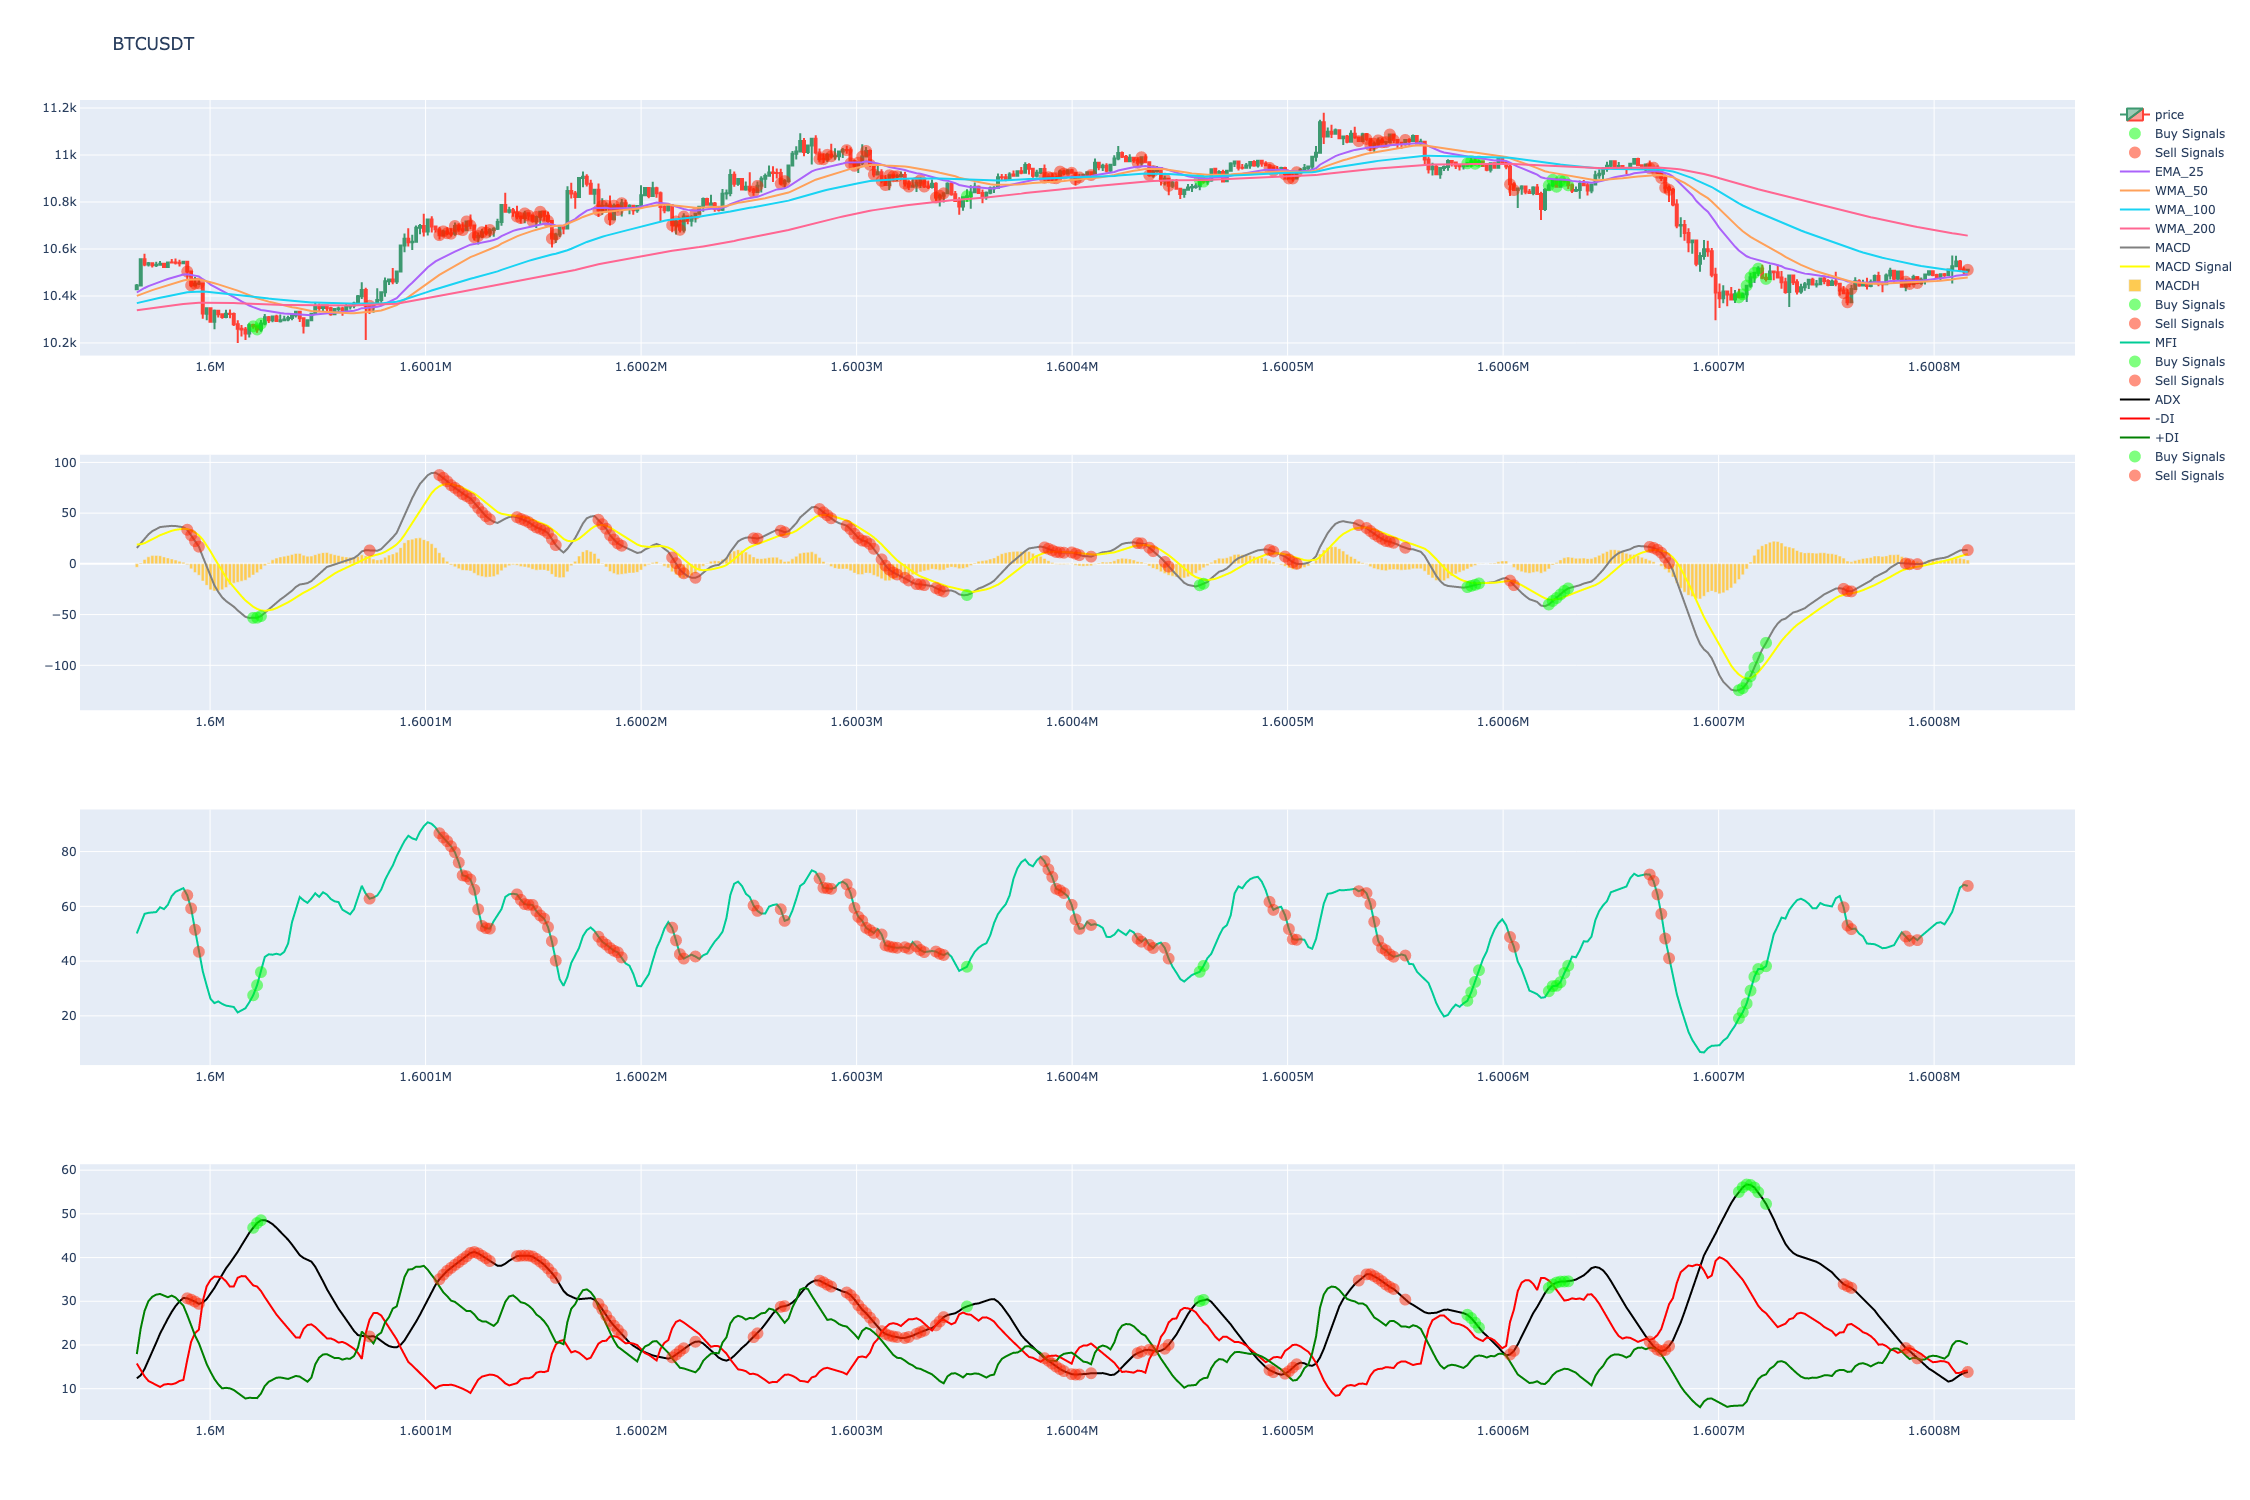 BTCUSDT
11.2k
11k
10.8k
10.6k
10.4k
10.2k
1.6M 1.6001M 1.6002M 1.6003M 1.6004M 1.6005M 1.6006M 1.6007M 1.6008M
100
50
0
−50
−100
1.6M 1.6001M 1.6002M 1.6003M 1.6004M 1.6005M 1.6006M 1.6007M 1.6008M
80
60
40
20
1.6M 1.6001M 1.6002M 1.6003M 1.6004M 1.6005M 1.6006M 1.6007M 1.6008M
60
50
40
30
20
10
1.6M 1.6001M 1.6002M 1.6003M 1.6004M 1.6005M 1.6006M 1.6007M 1.6008M
price
Buy Signals
Sell Signals
EMA_25
WMA_50
WMA_100
WMA_200
MACD
MACD Signal
MACDH
Buy Signals
Sell Signals
MFI
Buy Signals
Sell Signals
ADX
-DI
+DI
Buy Signals
Sell Signals